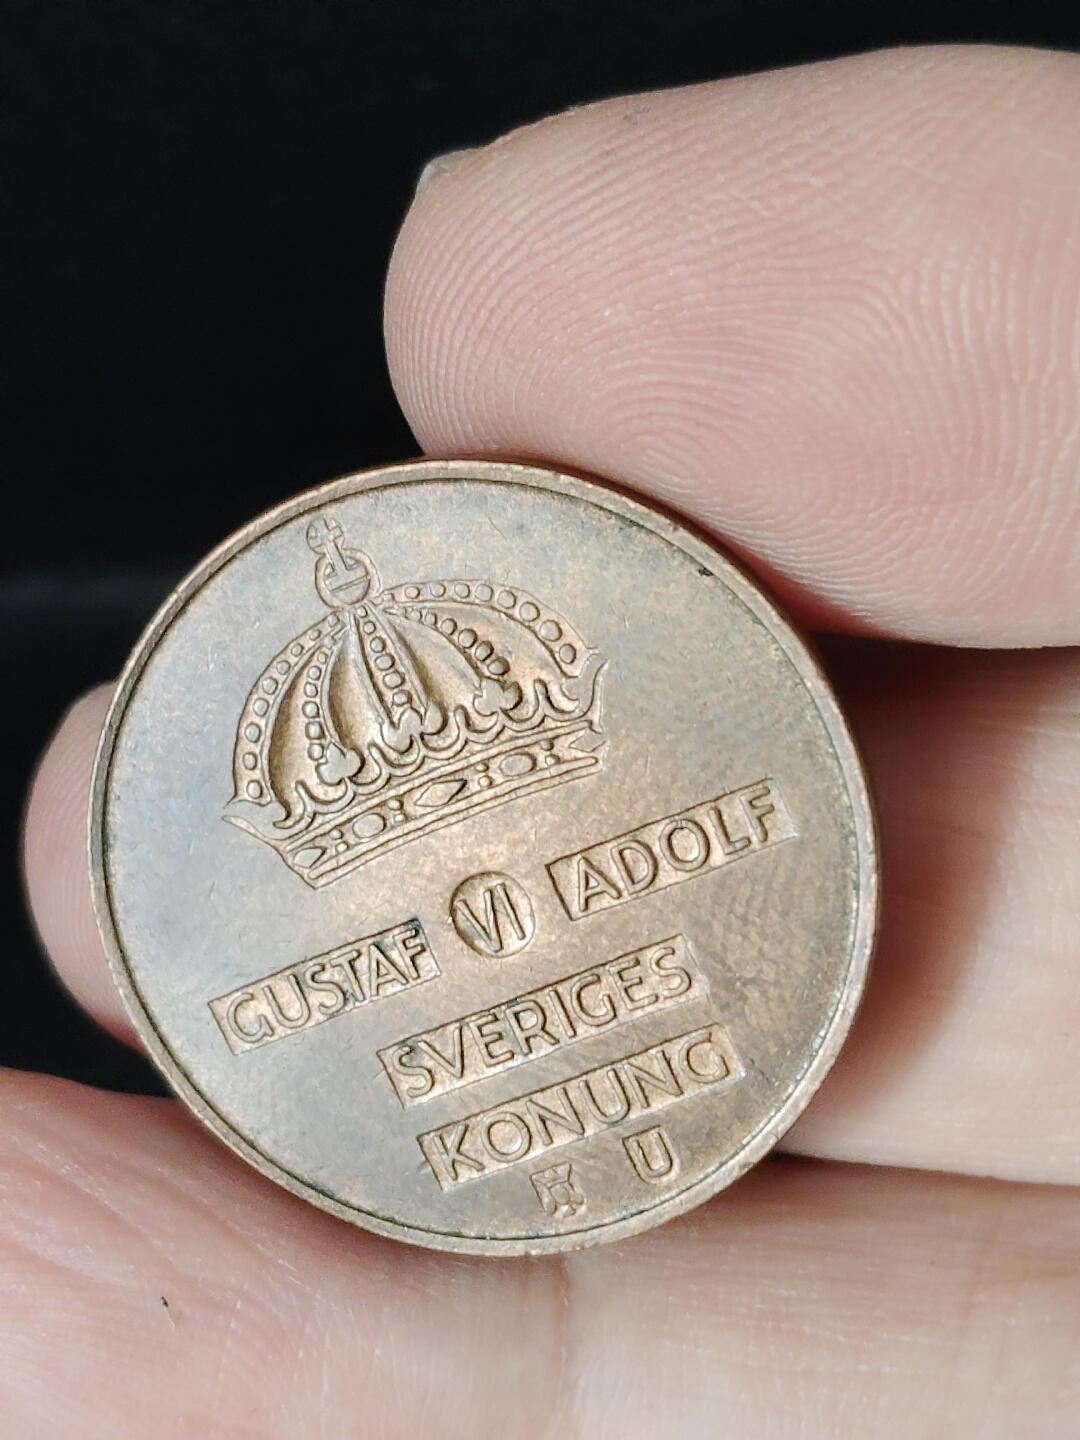 GUSTAF VI ADOLF
SVERIGES
KONUNG
U